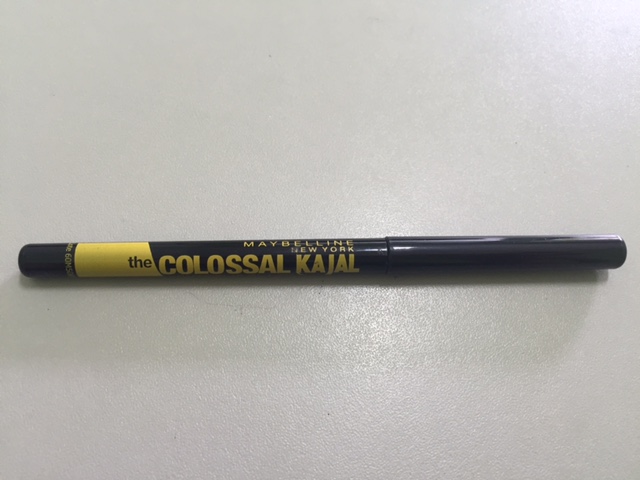 MAYBELLINE
NEW YORK
the COLOSSAL KAJAL